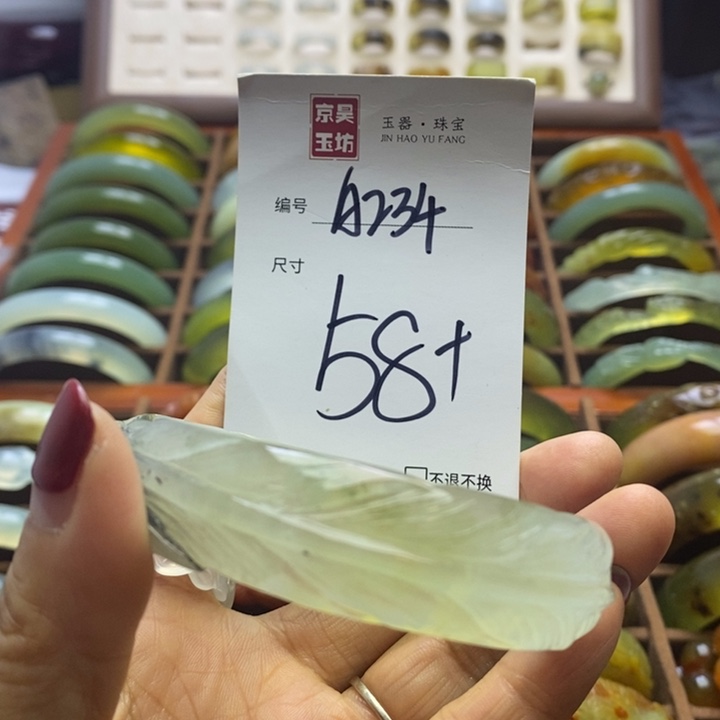 京昊
玉坊
玉器·珠宝
JIN HAO YU FANG
编号 A234
尺寸
58+
不退不换